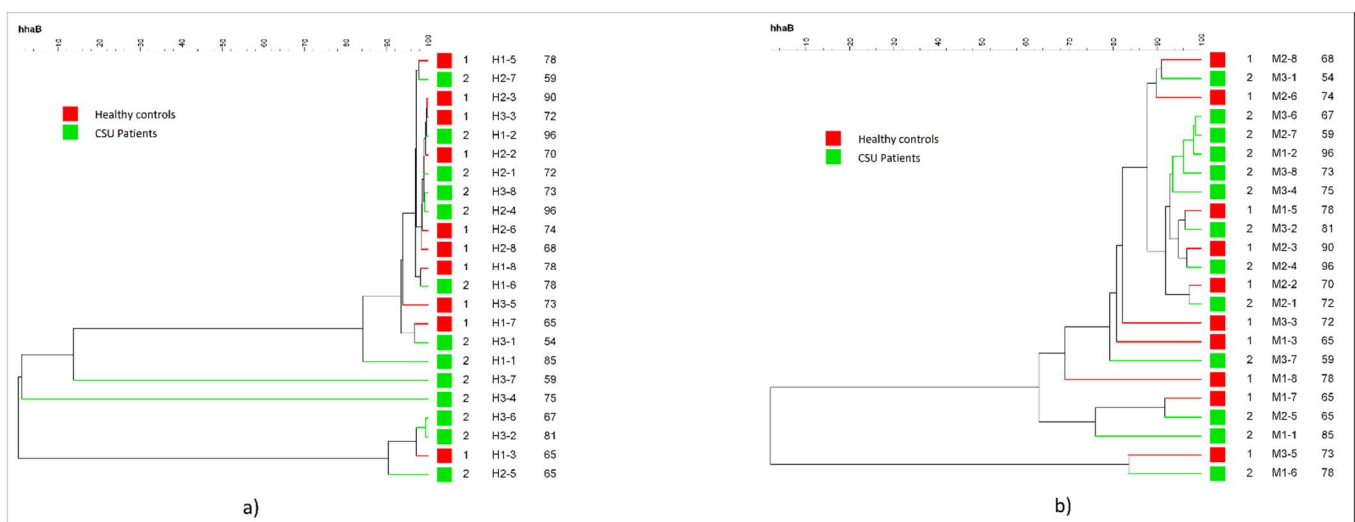 hhaB
10 20 30 40 50 60 70 80 90 100
Healthy controls
CSU Patients
1 H1-5 78
2 H2-7 59
1 H2-3 90
1 H3-3 72
2 H1-2 96
1 H2-2 70
2 H2-1 72
2 H3-8 73
2 H2-4 96
1 H2-6 74
1 H2-8 68
1 H1-8 78
2 H1-6 78
1 H3-5 73
1 H1-7 65
2 H3-1 54
2 H1-1 85
2 H3-7 59
2 H3-4 75
2 H3-6 67
2 H3-2 81
1 H1-3 65
2 H2-5 65
a)
hhaB
10 20 30 40 50 60 70 80 90 100
Healthy controls
CSU Patients
1 M2-8 68
2 M3-1 54
1 M2-6 74
2 M3-6 67
2 M2-7 59
2 M1-2 96
2 M3-8 73
2 M3-4 75
1 M1-5 78
2 M3-2 81
1 M2-3 90
2 M2-4 96
1 M2-2 70
2 M2-1 72
1 M3-3 72
1 M1-3 65
2 M3-7 59
1 M1-8 78
1 M1-7 65
2 M2-5 65
2 M1-1 85
1 M3-5 73
2 M1-6 78
b)